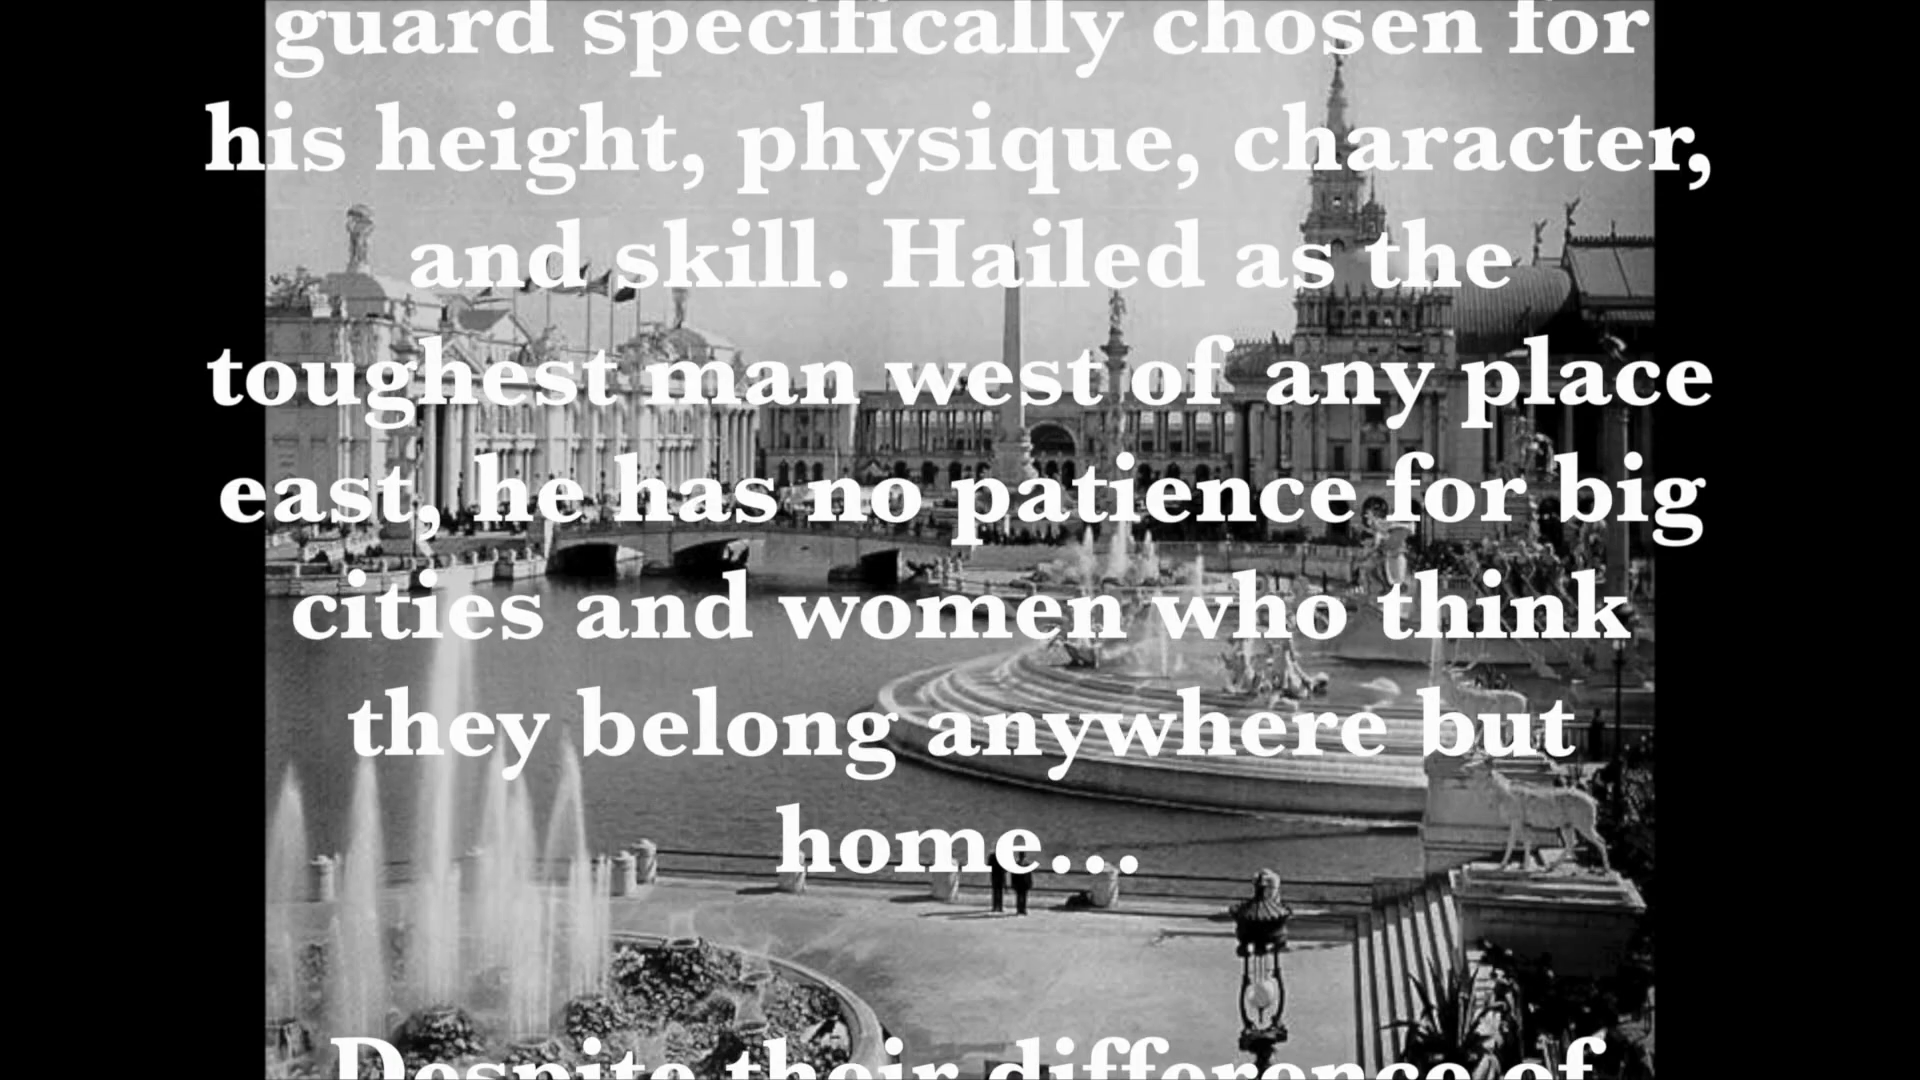 guard specifically chosen for
his height, physique, character,
and skill. Hailed as the
toughest man west of any place
east, he has no patience for big
cities and women who think
they belong anywhere but
home...
Despite their difference of